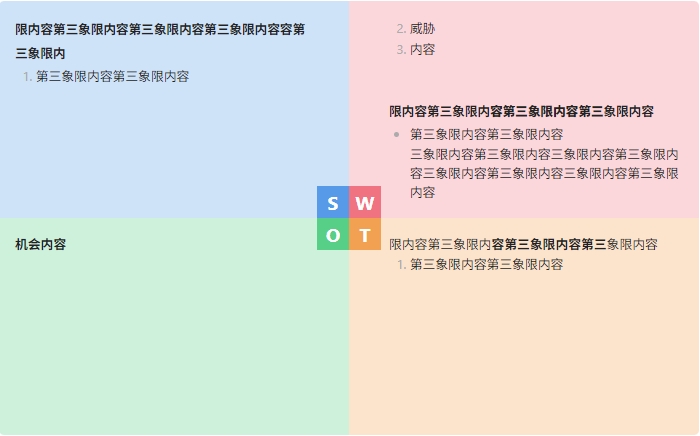 限内容第三象限内容第三象限内容第三象限内容容第
三象限内
1. 第三象限内容第三象限内容
2. 威胁
3. 内容
限内容第三象限内容第三象限内容第三象限内容
• 第三象限内容第三象限内容
三象限内容第三象限内容三象限内容第三象限内
容三象限内容第三象限内容三象限内容第三象限
内容
S W
O T
机会内容
限内容第三象限内容第三象限内容第三象限内容
1. 第三象限内容第三象限内容